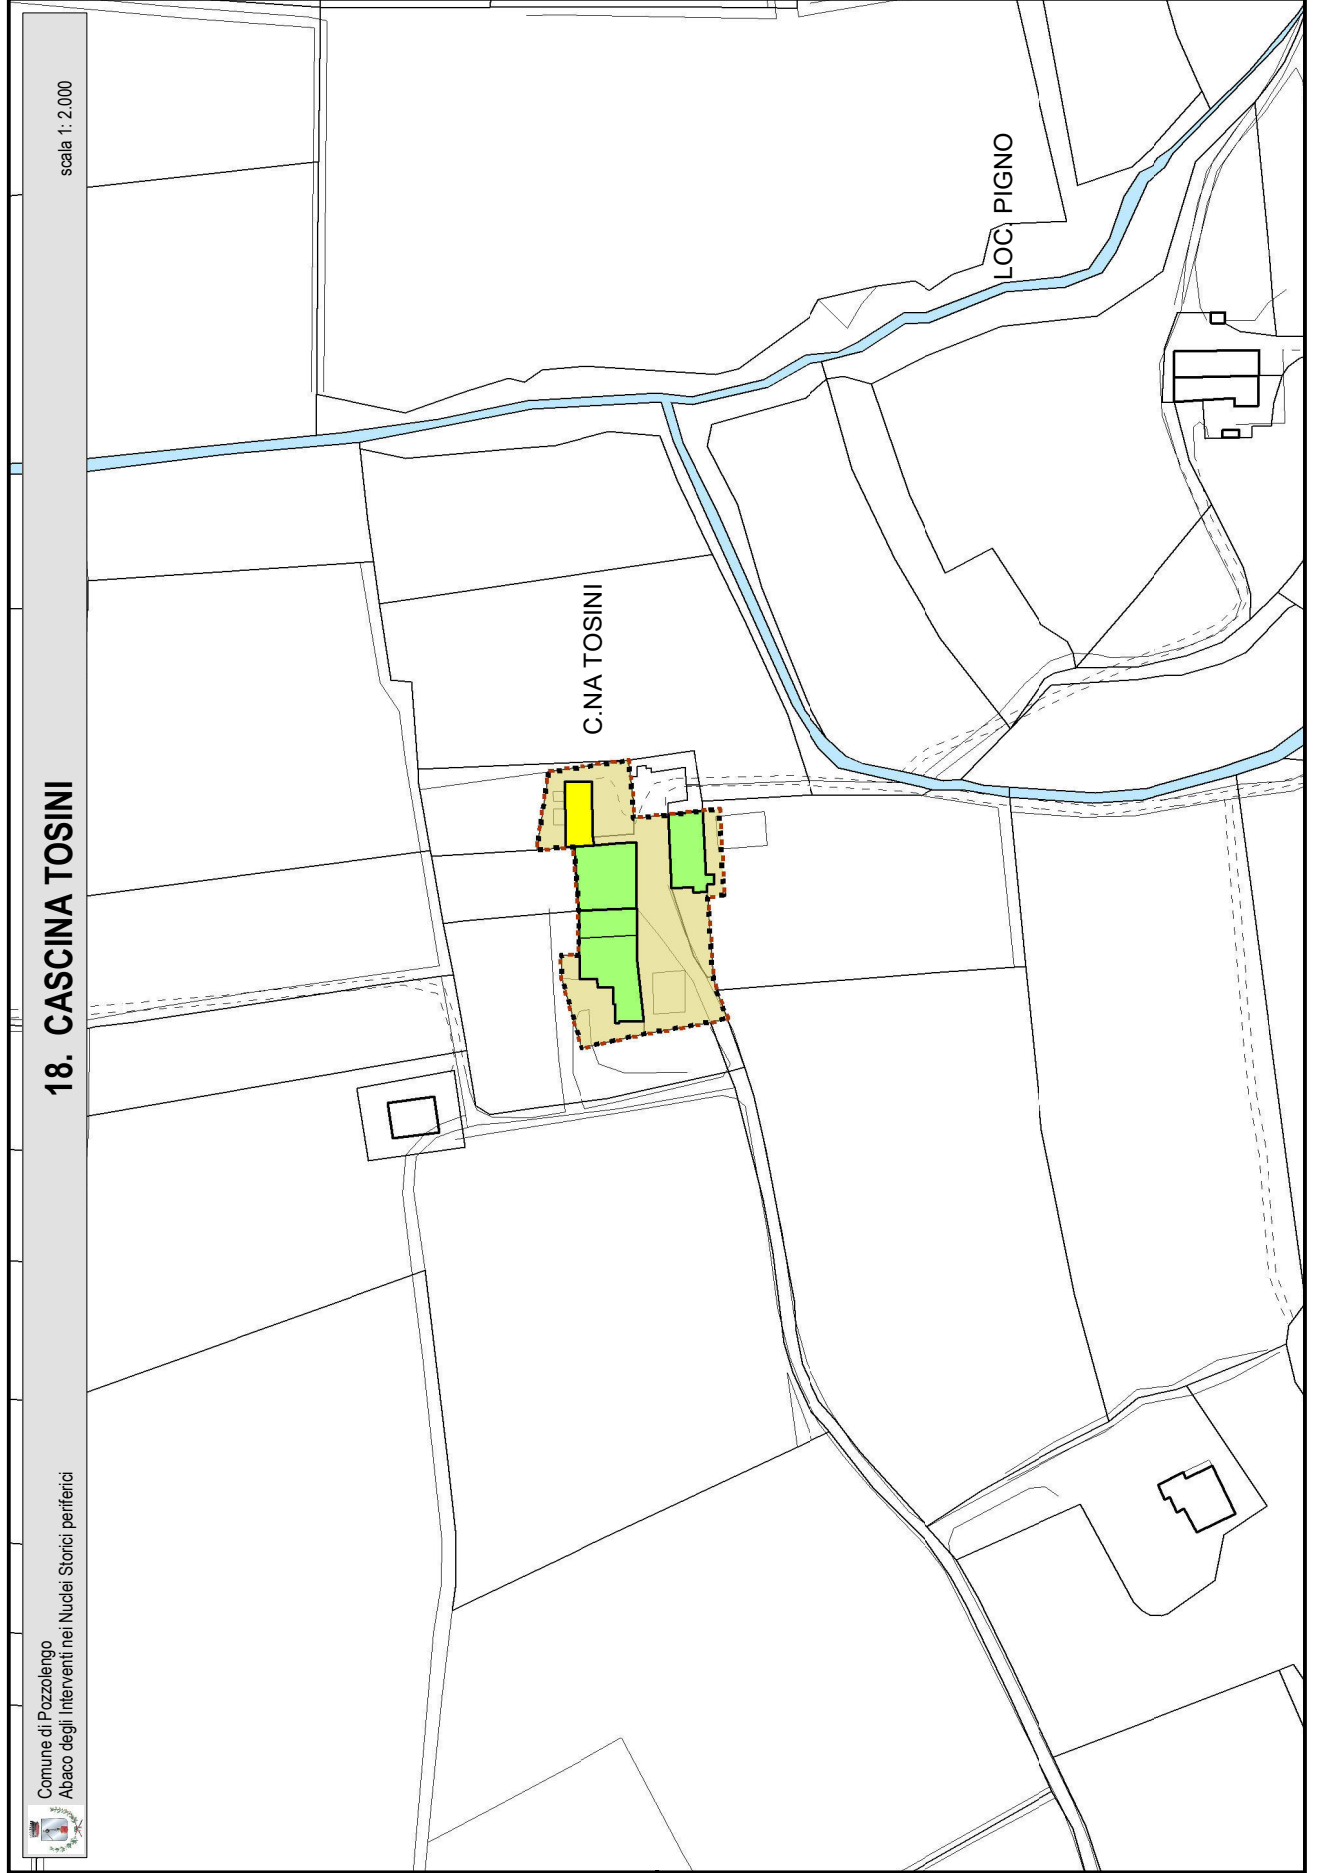 Comune di Pozzolengo
Abaco degli Interventi nei Nuclei Storici periferici
18. CASCINA TOSINI
scala 1: 2.000
C.NA TOSINI
LOC. PIGNO